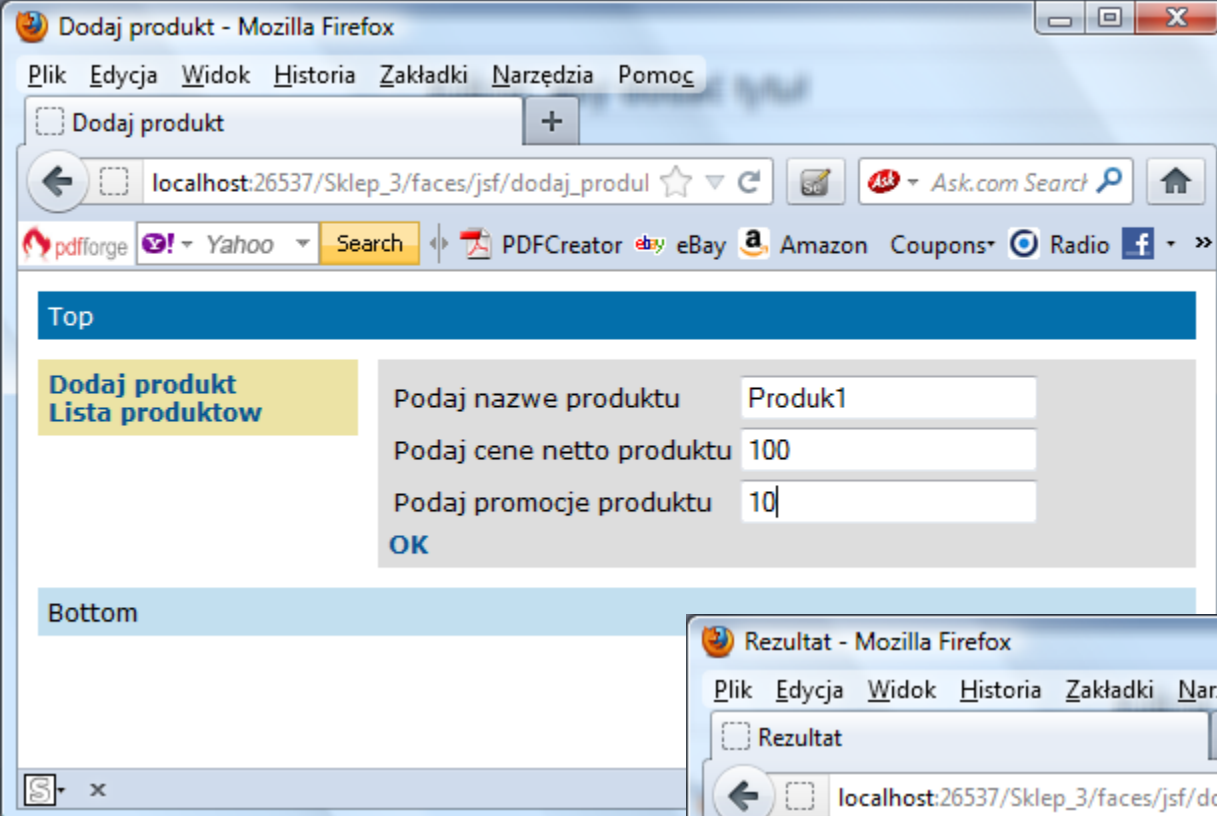 Dodaj produkt - Mozilla Firefox
Plik Edycja Widok Historia Zakładki Narzędzia Pomoc
Dodaj produkt
localhost:26537/Sklep_3/faces/jsf/dodaj_produl
Ask Ask.com Search
pdfforge Y! Yahoo Search PDFCreator ebay eBay a Amazon Coupons Radio f »
Top
Dodaj produkt
Lista produktow
Podaj nazwe produktu Produk1
Podaj cene netto produktu 100
Podaj promocje produktu 10
OK
Bottom
Rezultat - Mozilla Firefox
Plik Edycja Widok Historia Zakładki Nar
Rezultat
localhost:26537/Sklep_3/faces/jsf/do
S x